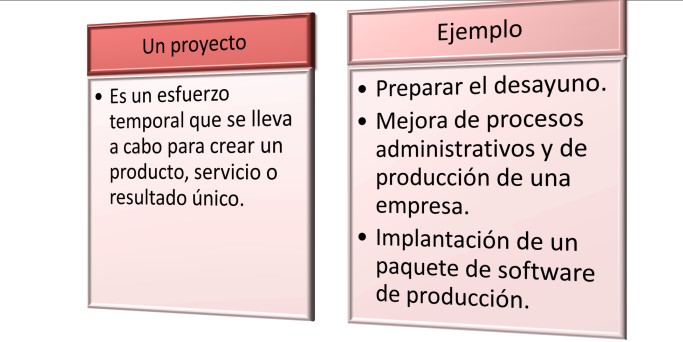 Un proyecto
• Es un esfuerzo
temporal que se lleva
a cabo para crear un
producto, servicio o
resultado único.
Ejemplo
• Preparar el desayuno.
• Mejora de procesos
administrativos y de
producción de una
empresa.
• Implantación de un
paquete de software
de producción.